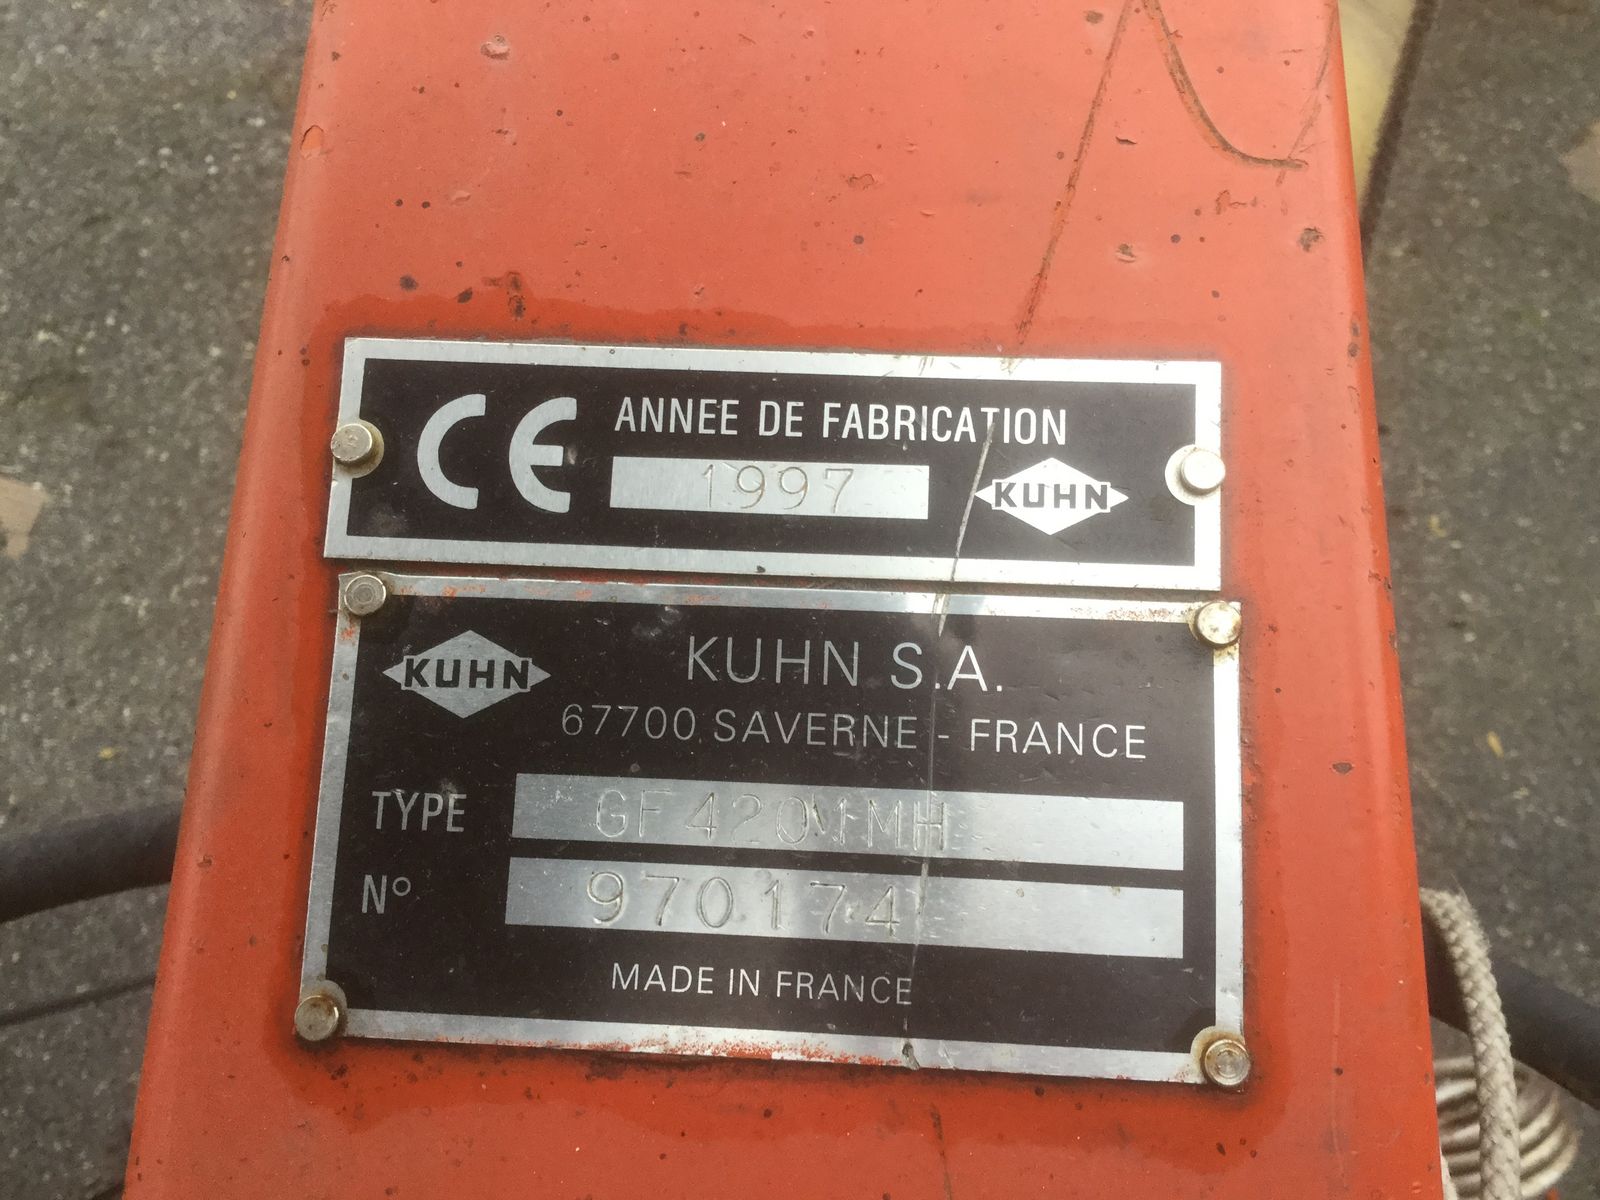 CE ANNEE DE FABRICATION
1997 KUHN
KUHN KUHN S.A.
67700 SAVERNE - FRANCE
TYPE GF 4201MH
N° 970174
MADE IN FRANCE